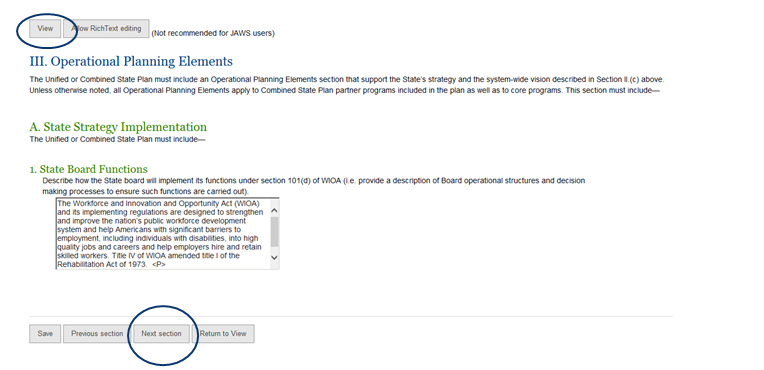 View Allow RichText editing (Not recommended for JAWS users)
III. Operational Planning Elements
The Unified or Combined State Plan must include an Operational Planning Elements section that support the State's strategy and the system-wide vision described in Section II.(c) above.
Unless otherwise noted, all Operational Planning Elements apply to Combined State Plan partner programs included in the plan as well as to core programs. This section must include—
A. State Strategy Implementation
The Unified or Combined State Plan must include—
1. State Board Functions
Describe how the State board will implement its functions under section 101(d) of WIOA (i.e. provide a description of Board operational structures and decision
making processes to ensure such functions are carried out).
The Workforce and Innovation and Opportunity Act (WIOA)
and its implementing regulations are designed to strengthen
and improve the nation's public workforce development
system and help Americans with significant barriers to
employment, including individuals with disabilities, into high
quality jobs and careers and help employers hire and retain
skilled workers. Title IV of WIOA amended title I of the
Rehabilitation Act of 1973. <P>
Save Previous section Next section Return to View